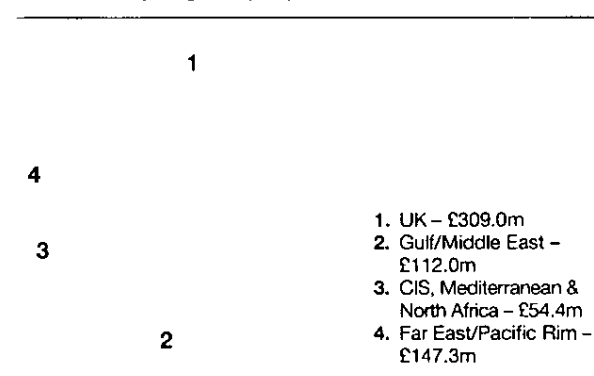 1
4
3
2
1. UK – £309.0m
2. Gulf/Middle East –
£112.0m
3. CIS, Mediterranean &
North Africa – £54.4m
4. Far East/Pacific Rim –
£147.3m